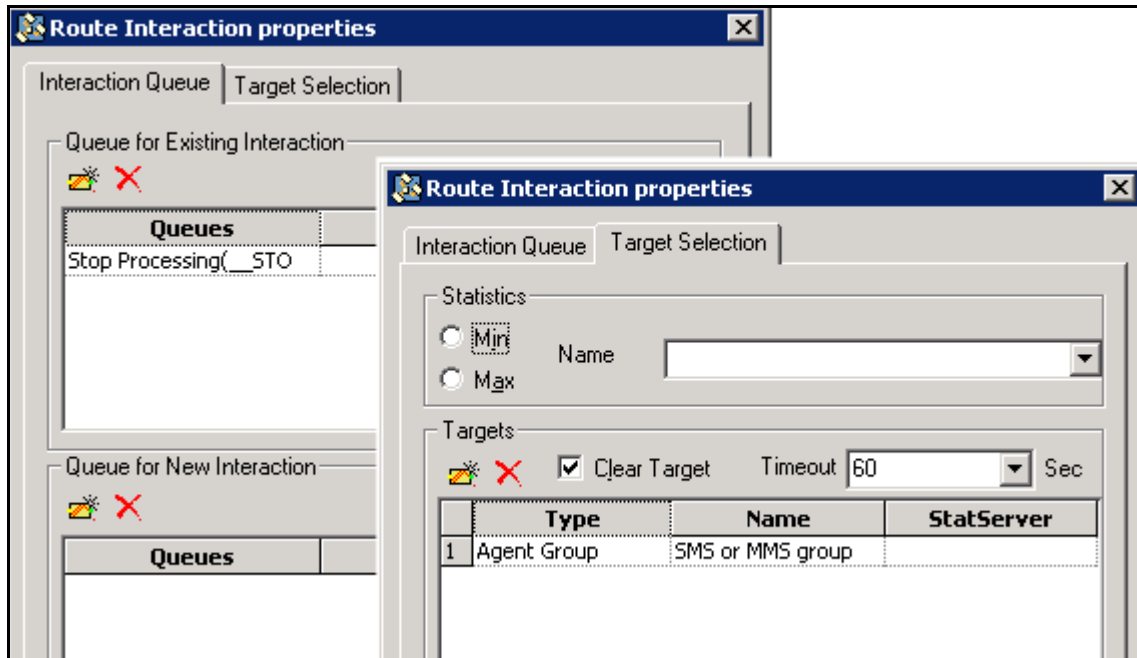 Route Interaction properties
Interaction Queue Target Selection
Queue for Existing Interaction
Queues
Stop Processing(__STO
Queue for New Interaction
Queues
Route Interaction properties
Interaction Queue Target Selection
Statistics
Min
Max
Name
Targets
Clear Target Timeout 60 Sec
Type Name StatServer
1 Agent Group SMS or MMS group